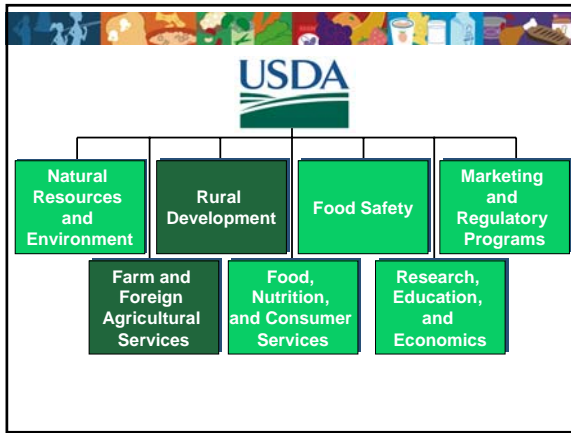 USDA
Natural
Resources
and
Environment
Rural
Development
Food Safety
Marketing
and
Regulatory
Programs
Farm and
Foreign
Agricultural
Services
Food,
Nutrition,
and Consumer
Services
Research,
Education,
and
Economics